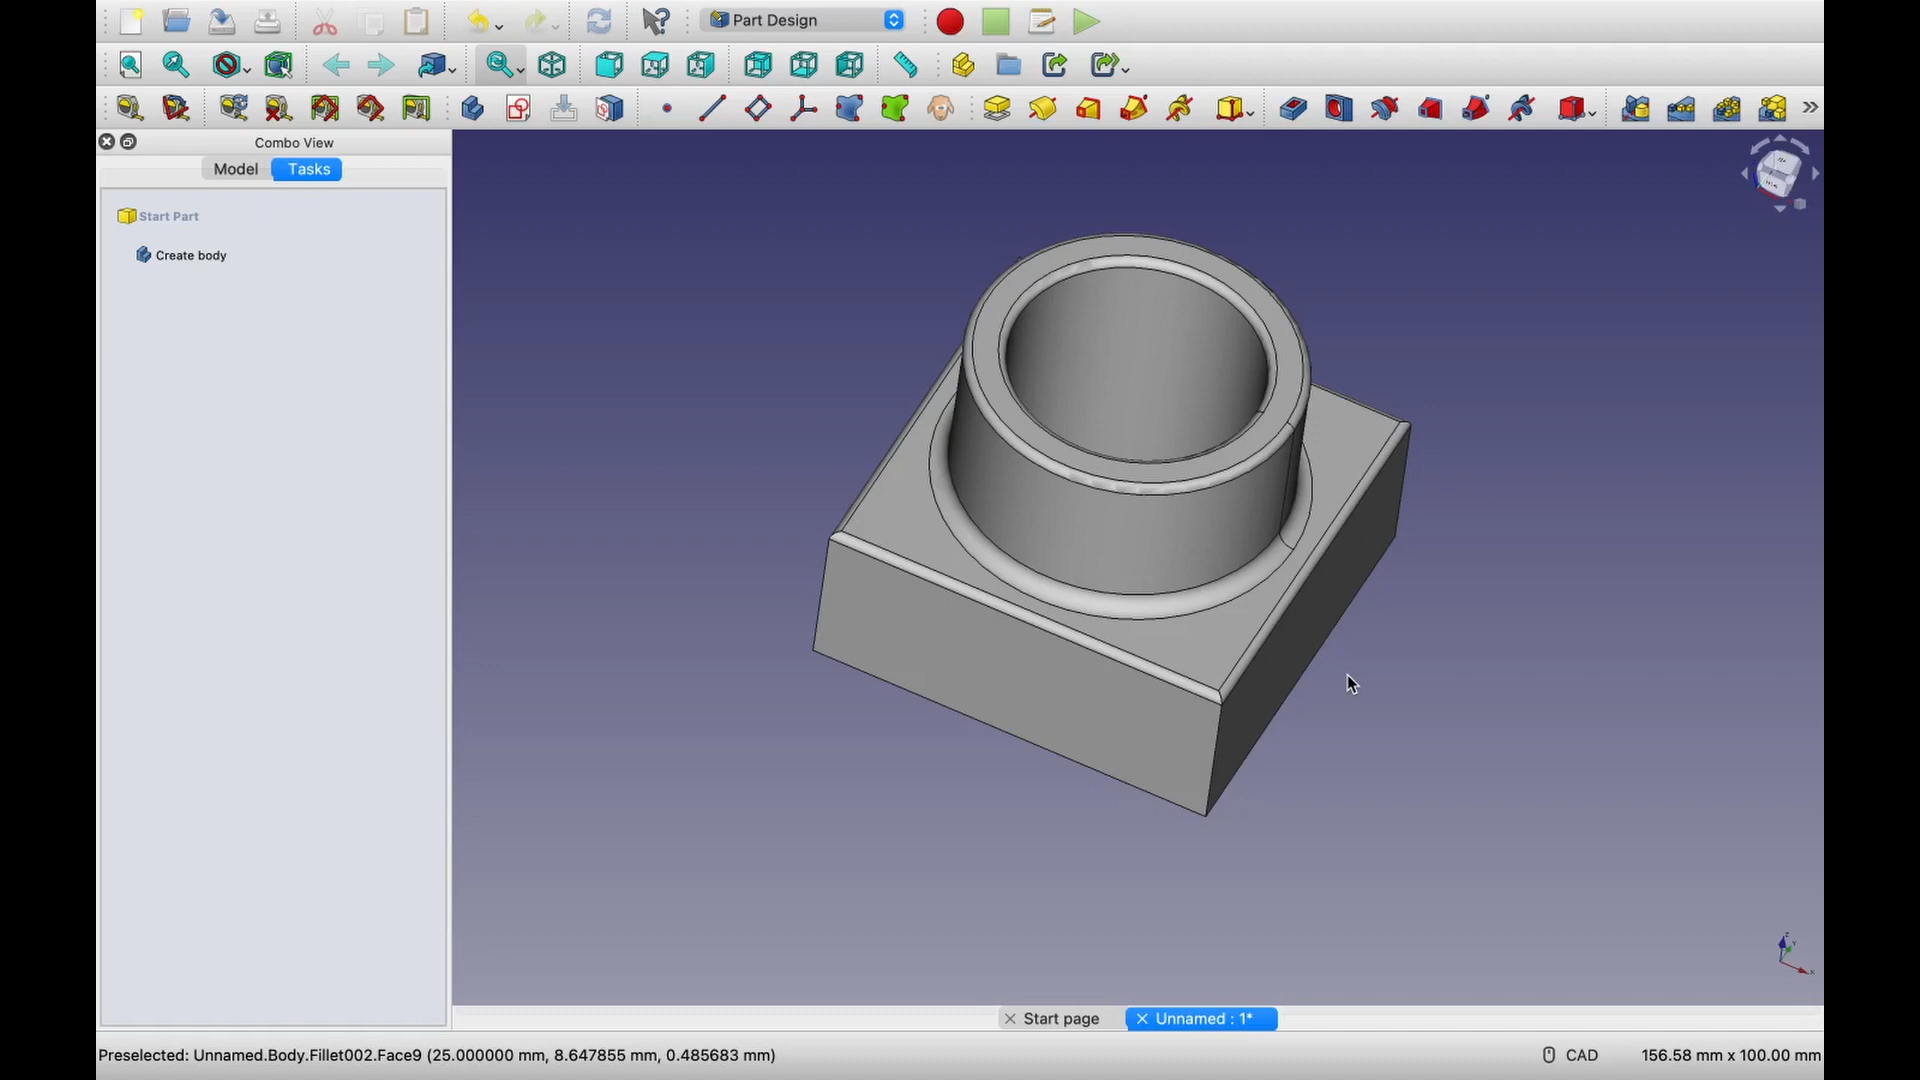 Part Design
Combo View
Model
Tasks
Start Part
Create body
Start page
Unnamed : 1*
Preselected: Unnamed.Body.Fillet002.Face9 (25.000000 mm, 8.647855 mm, 0.485683 mm)
CAD
156.58 mm x 100.00 mm